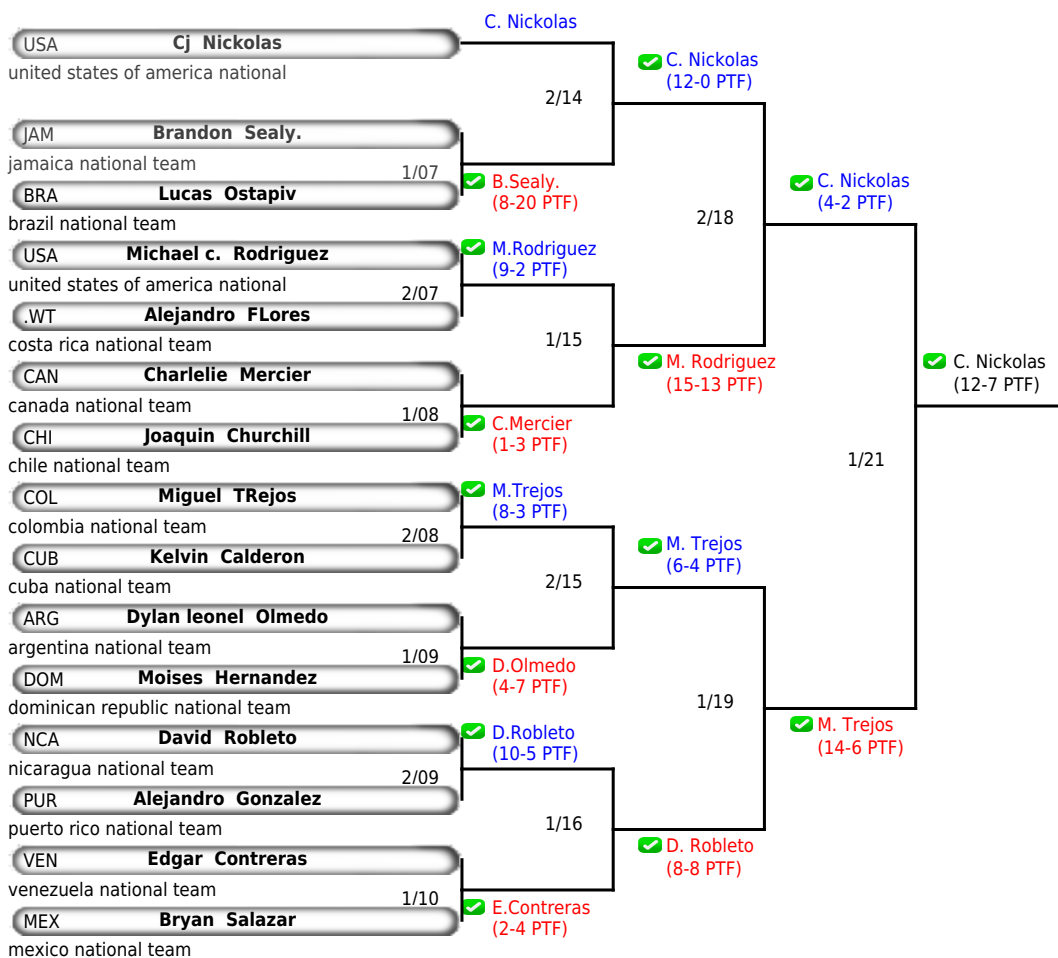 C. Nickolas
USA Cj Nickolas
united states of america national
C. Nickolas
(12-0 PTF)
2/14
JAM Brandon Sealy.
jamaica national team
1/07
B.Sealy.
(8-20 PTF)
BRA Lucas Ostapiv
brazil national team
C. Nickolas
(4-2 PTF)
2/18
USA Michael c. Rodriguez
united states of america national
M.Rodriguez
(9-2 PTF)
2/07
.WT Alejandro FLores
costa rica national team
1/15
M. Rodriguez
(15-13 PTF)
C. Nickolas
(12-7 PTF)
CAN Charlelie Mercier
canada national team
1/08
C.Mercier
(1-3 PTF)
CHI Joaquin Churchill
chile national team
1/21
COL Miguel TRejos
colombia national team
M.Trejos
(8-3 PTF)
2/08
CUB Kelvin Calderon
cuba national team
M. Trejos
(6-4 PTF)
2/15
ARG Dylan leonel Olmedo
argentina national team
1/09
D.Olmedo
(4-7 PTF)
DOM Moises Hernandez
dominican republic national team
1/19
M. Trejos
(14-6 PTF)
NCA David Robleto
nicaragua national team
D.Robleto
(10-5 PTF)
2/09
PUR Alejandro Gonzalez
puerto rico national team
1/16
D. Robleto
(8-8 PTF)
VEN Edgar Contreras
venezuela national team
1/10
E.Contreras
(2-4 PTF)
MEX Bryan Salazar
mexico national team